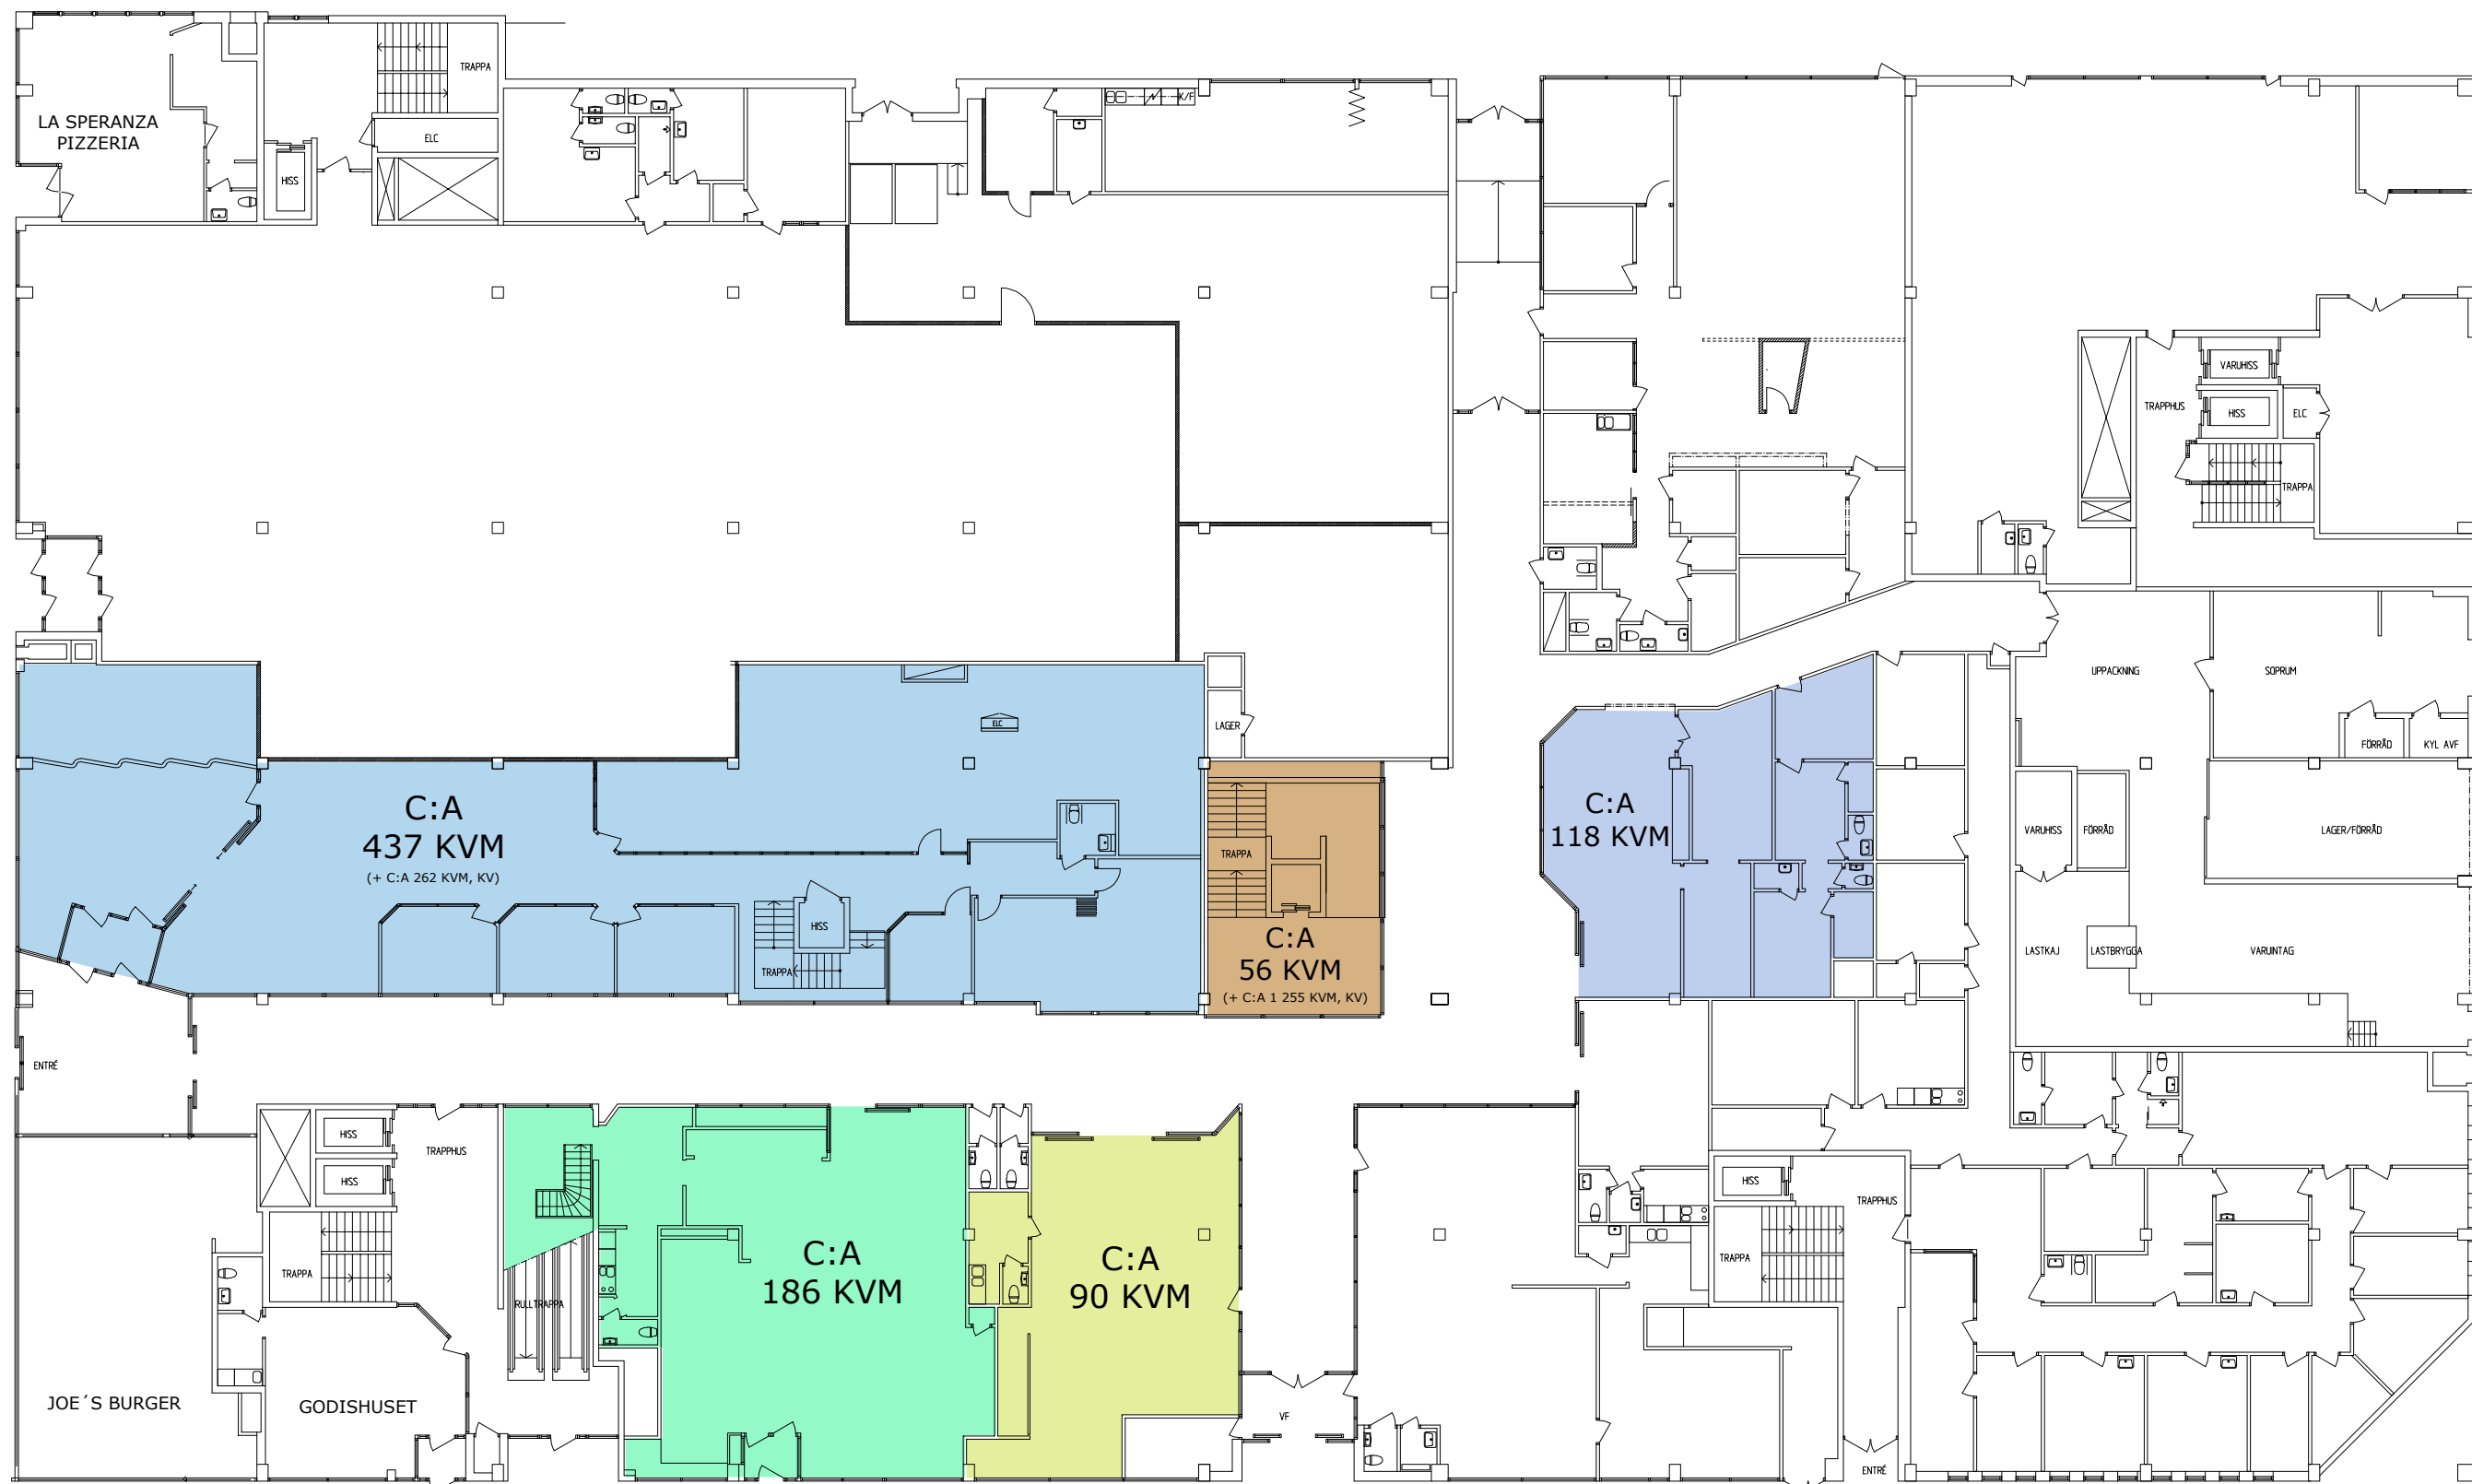 TRAPPA
LA SPERANZA
PIZZERIA
ELC
HISS
K/F
VARUHISS
TRAPPHUS
HISS
ELC
TRAPPA
UPPACKNING
SOPRUM
ELC
LAGER
FÖRRÅD
KYL AVF
C:A
437 KVM
(+ C:A 262 KVM, KV)
C:A
118 KVM
TRAPPA
VARUHISS
FÖRRÅD
LAGER/FÖRRÅD
HISS
TRAPPA
C:A
56 KVM
(+ C:A 1 255 KVM, KV)
LASTKAJ
LASTBRYGGA
VARUINTAG
ENTRÉ
HISS
TRAPPHUS
HISS
HISS
TRAPPHUS
TRAPPA
C:A
186 KVM
C:A
90 KVM
TRAPPA
RULLTRAPPA
JOE´S BURGER
GODISHUSET
VF
ENTRÉ